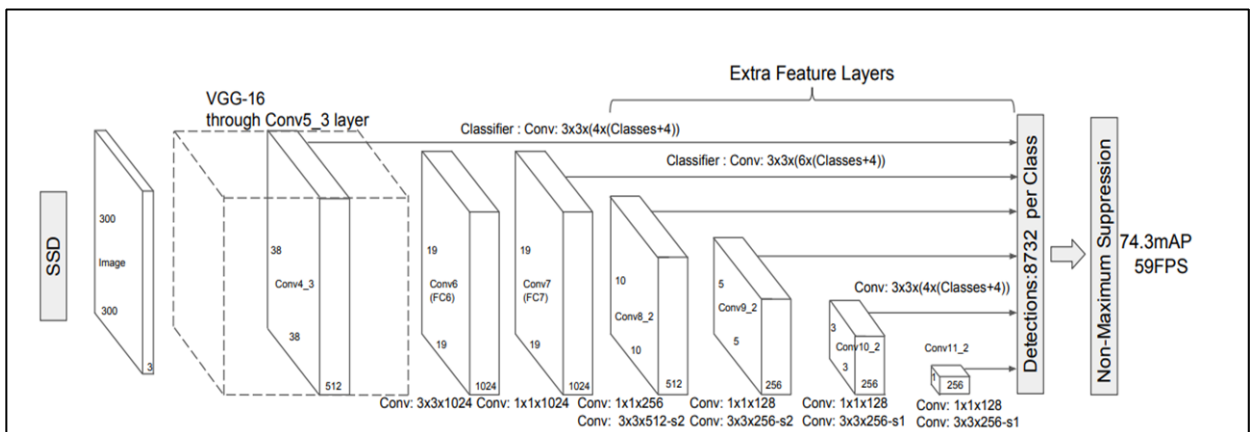 Extra Feature Layers
VGG-16
through Conv5_3 layer
Classifier : Conv: 3x3x(4x(Classes+4))
Classifier : Conv: 3x3x(6x(Classes+4))
SSD
300
Image
300
3
38
Conv4_3
38
512
19
Conv6
(FC6)
19
1024
19
Conv7
(FC7)
19
1024
10
Conv8_2
10
512
5
Conv9_2
5
256
Conv: 3x3x(4x(Classes+4))
3
Conv10_2
3
256
Conv11_2
1
256
Detections:8732 per Class
Non-Maximum Suppression
74.3mAP
59FPS
Conv: 3x3x1024
Conv: 1x1x1024
Conv: 1x1x256
Conv: 3x3x512-s2
Conv: 1x1x128
Conv: 3x3x256-s2
Conv: 1x1x128
Conv: 3x3x256-s1
Conv: 1x1x128
Conv: 3x3x256-s1